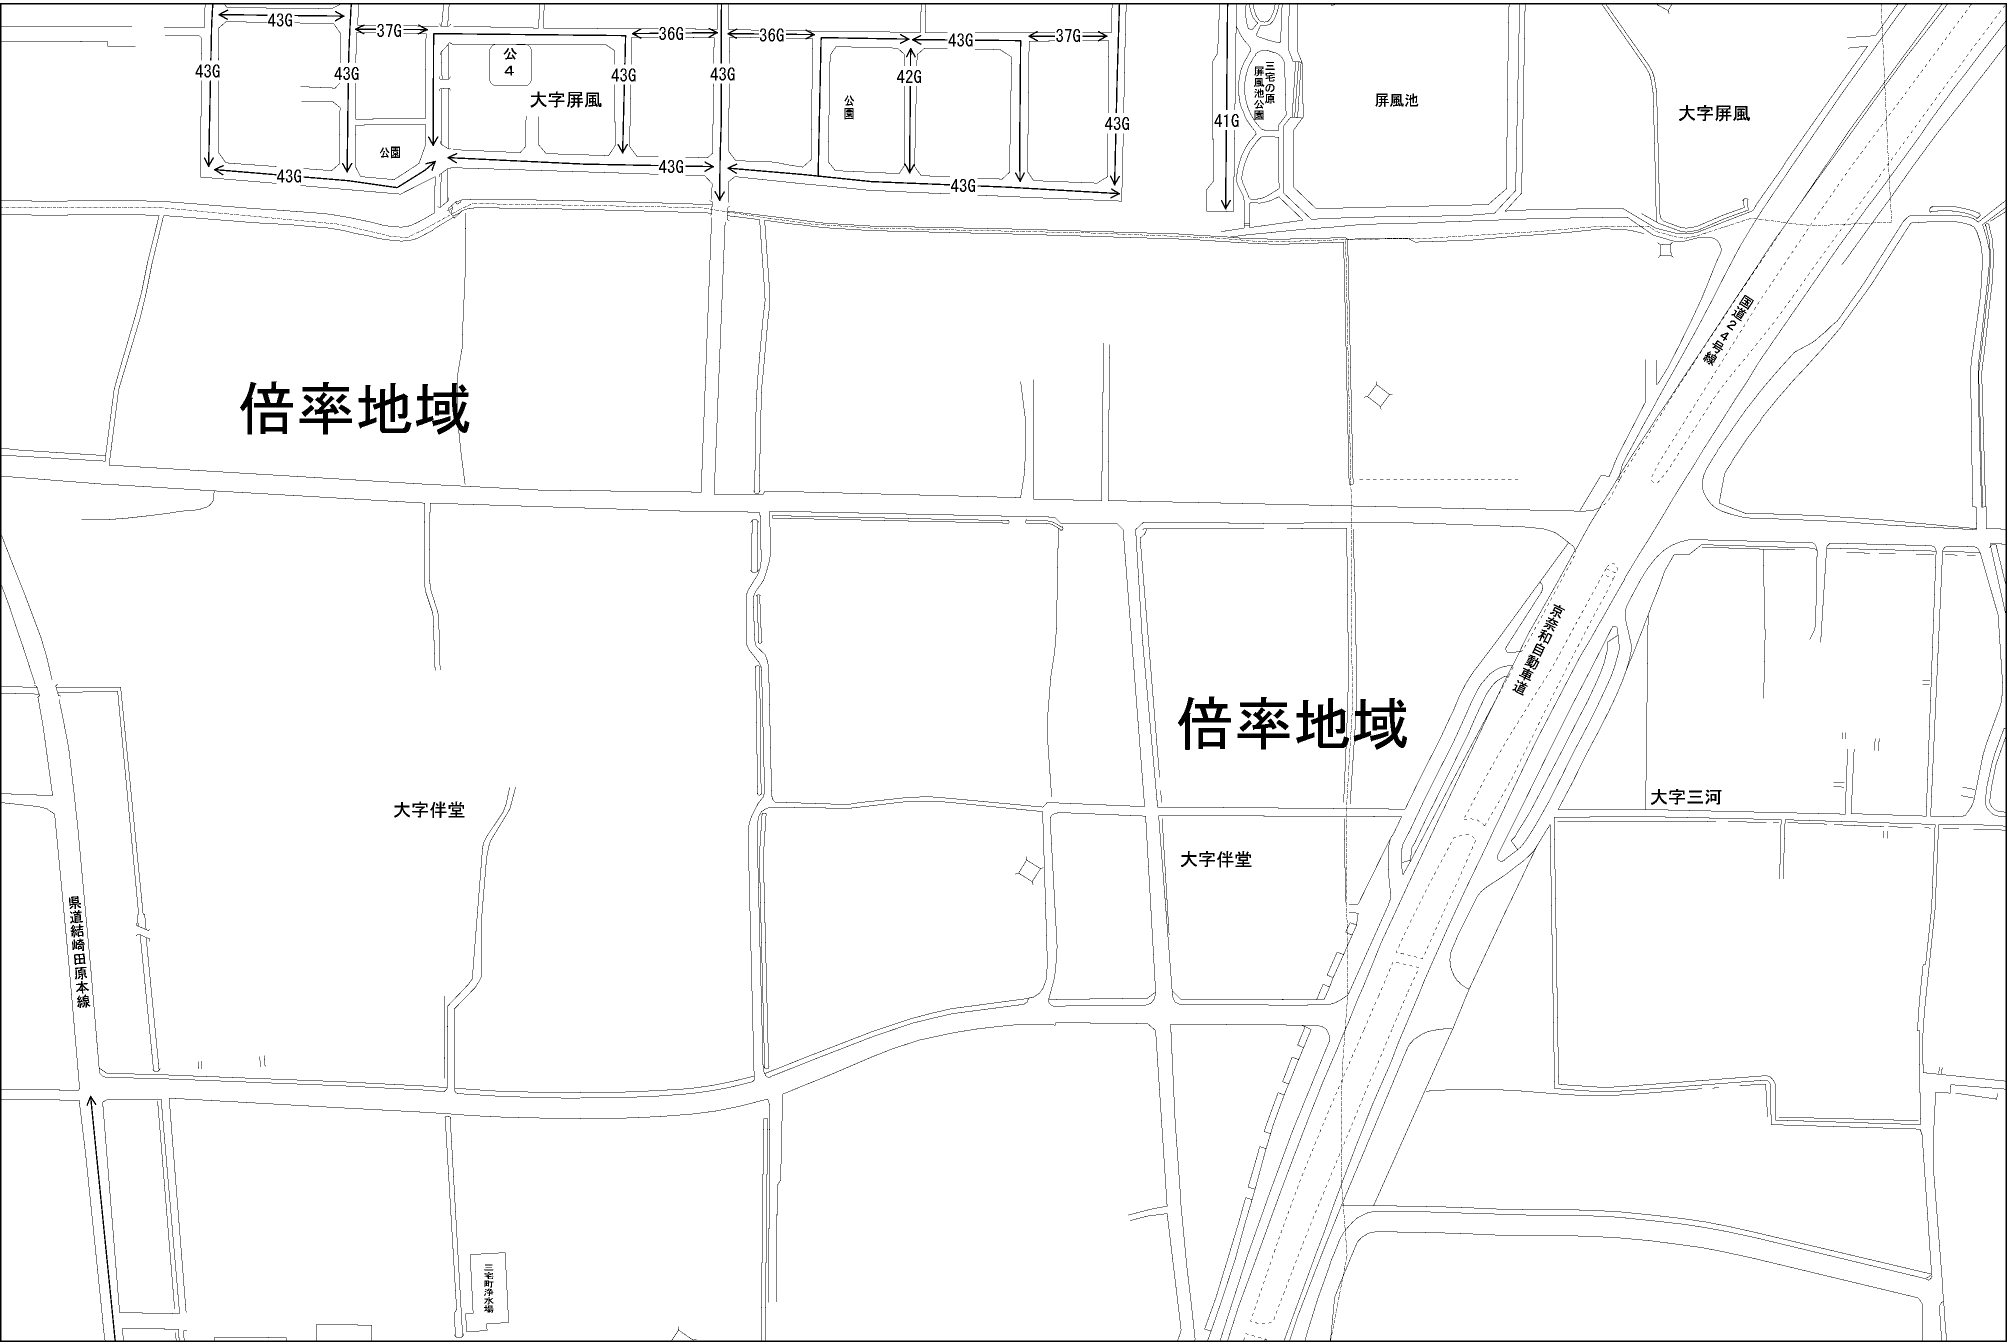 43G
37G
36G
36G
43G
37G
公
4
43G
43G
43G
43G
42G
大字屏風
公園
三宅の原
屏風池公園
屏風池
大字屏風
43G
41G
公園
43G
43G
43G
国道24号線
倍率地域
京奈和自動車道
倍率地域
大字三河
大字伴堂
大字伴堂
県道結崎田原本線
三宅町浄水場